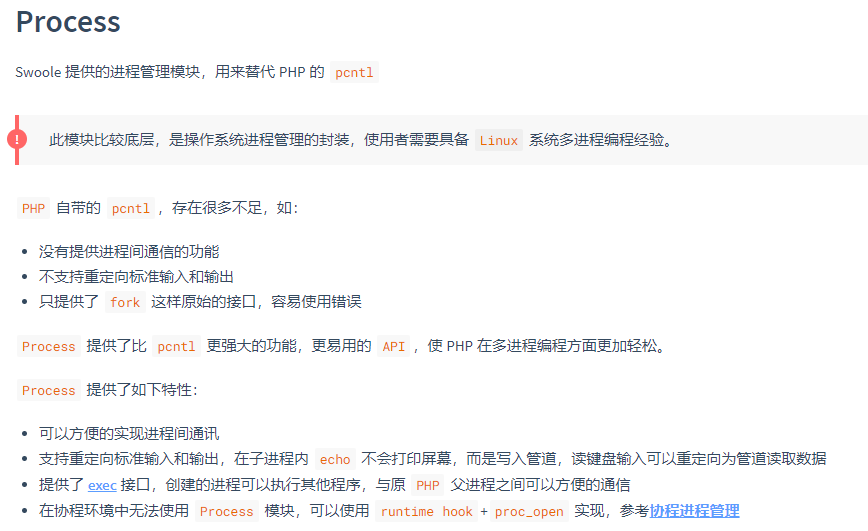 Process
Swoole 提供的进程管理模块，用来替代 PHP 的 pcntl
!
此模块比较底层，是操作系统进程管理的封装，使用者需要具备 Linux 系统多进程编程经验。
PHP 自带的 pcntl，存在很多不足，如：
没有提供进程间通信的功能
不支持重定向标准输入和输出
只提供了 fork 这样原始的接口，容易使用错误
Process 提供了比 pcntl 更强大的功能，更易用的 API，使 PHP 在多进程编程方面更加轻松。
Process 提供了如下特性：
可以方便的实现进程间通讯
支持重定向标准输入和输出，在子进程内 echo 不会打印屏幕，而是写入管道，读键盘输入可以重定向为管道读取数据
提供了 exec 接口，创建的进程可以执行其他程序，与原 PHP 父进程之间可以方便的通信
在协程环境中无法使用 Process 模块，可以使用 runtime hook + proc_open 实现，参考协程进程管理